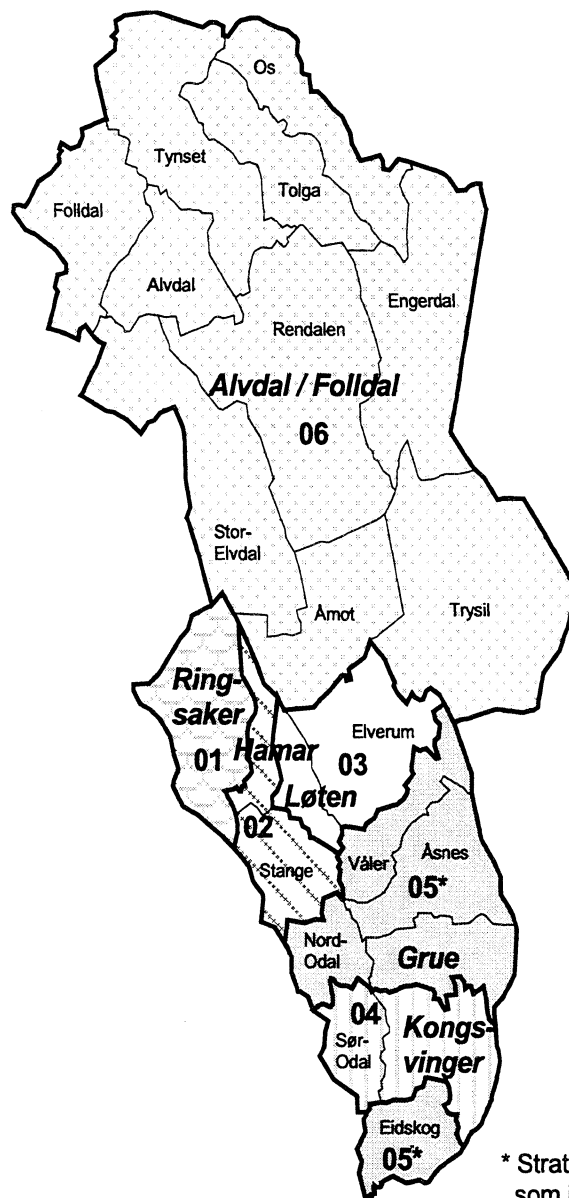 Os
Tynset
Tolga
Folldal
Alvdal
Engerdal
Rendalen
Alvdal / Folldal
06
Stor-
Elvdal
Åmot
Trysil
Ring-
saker
01
Hamar
Elverum
03
Løten
02
Stange
Våler
Åsnes
05*
Nord-
Odal
Grue
04
Sør-
Odal
Kongs-
vinger
Eidskog
05*
* Strat